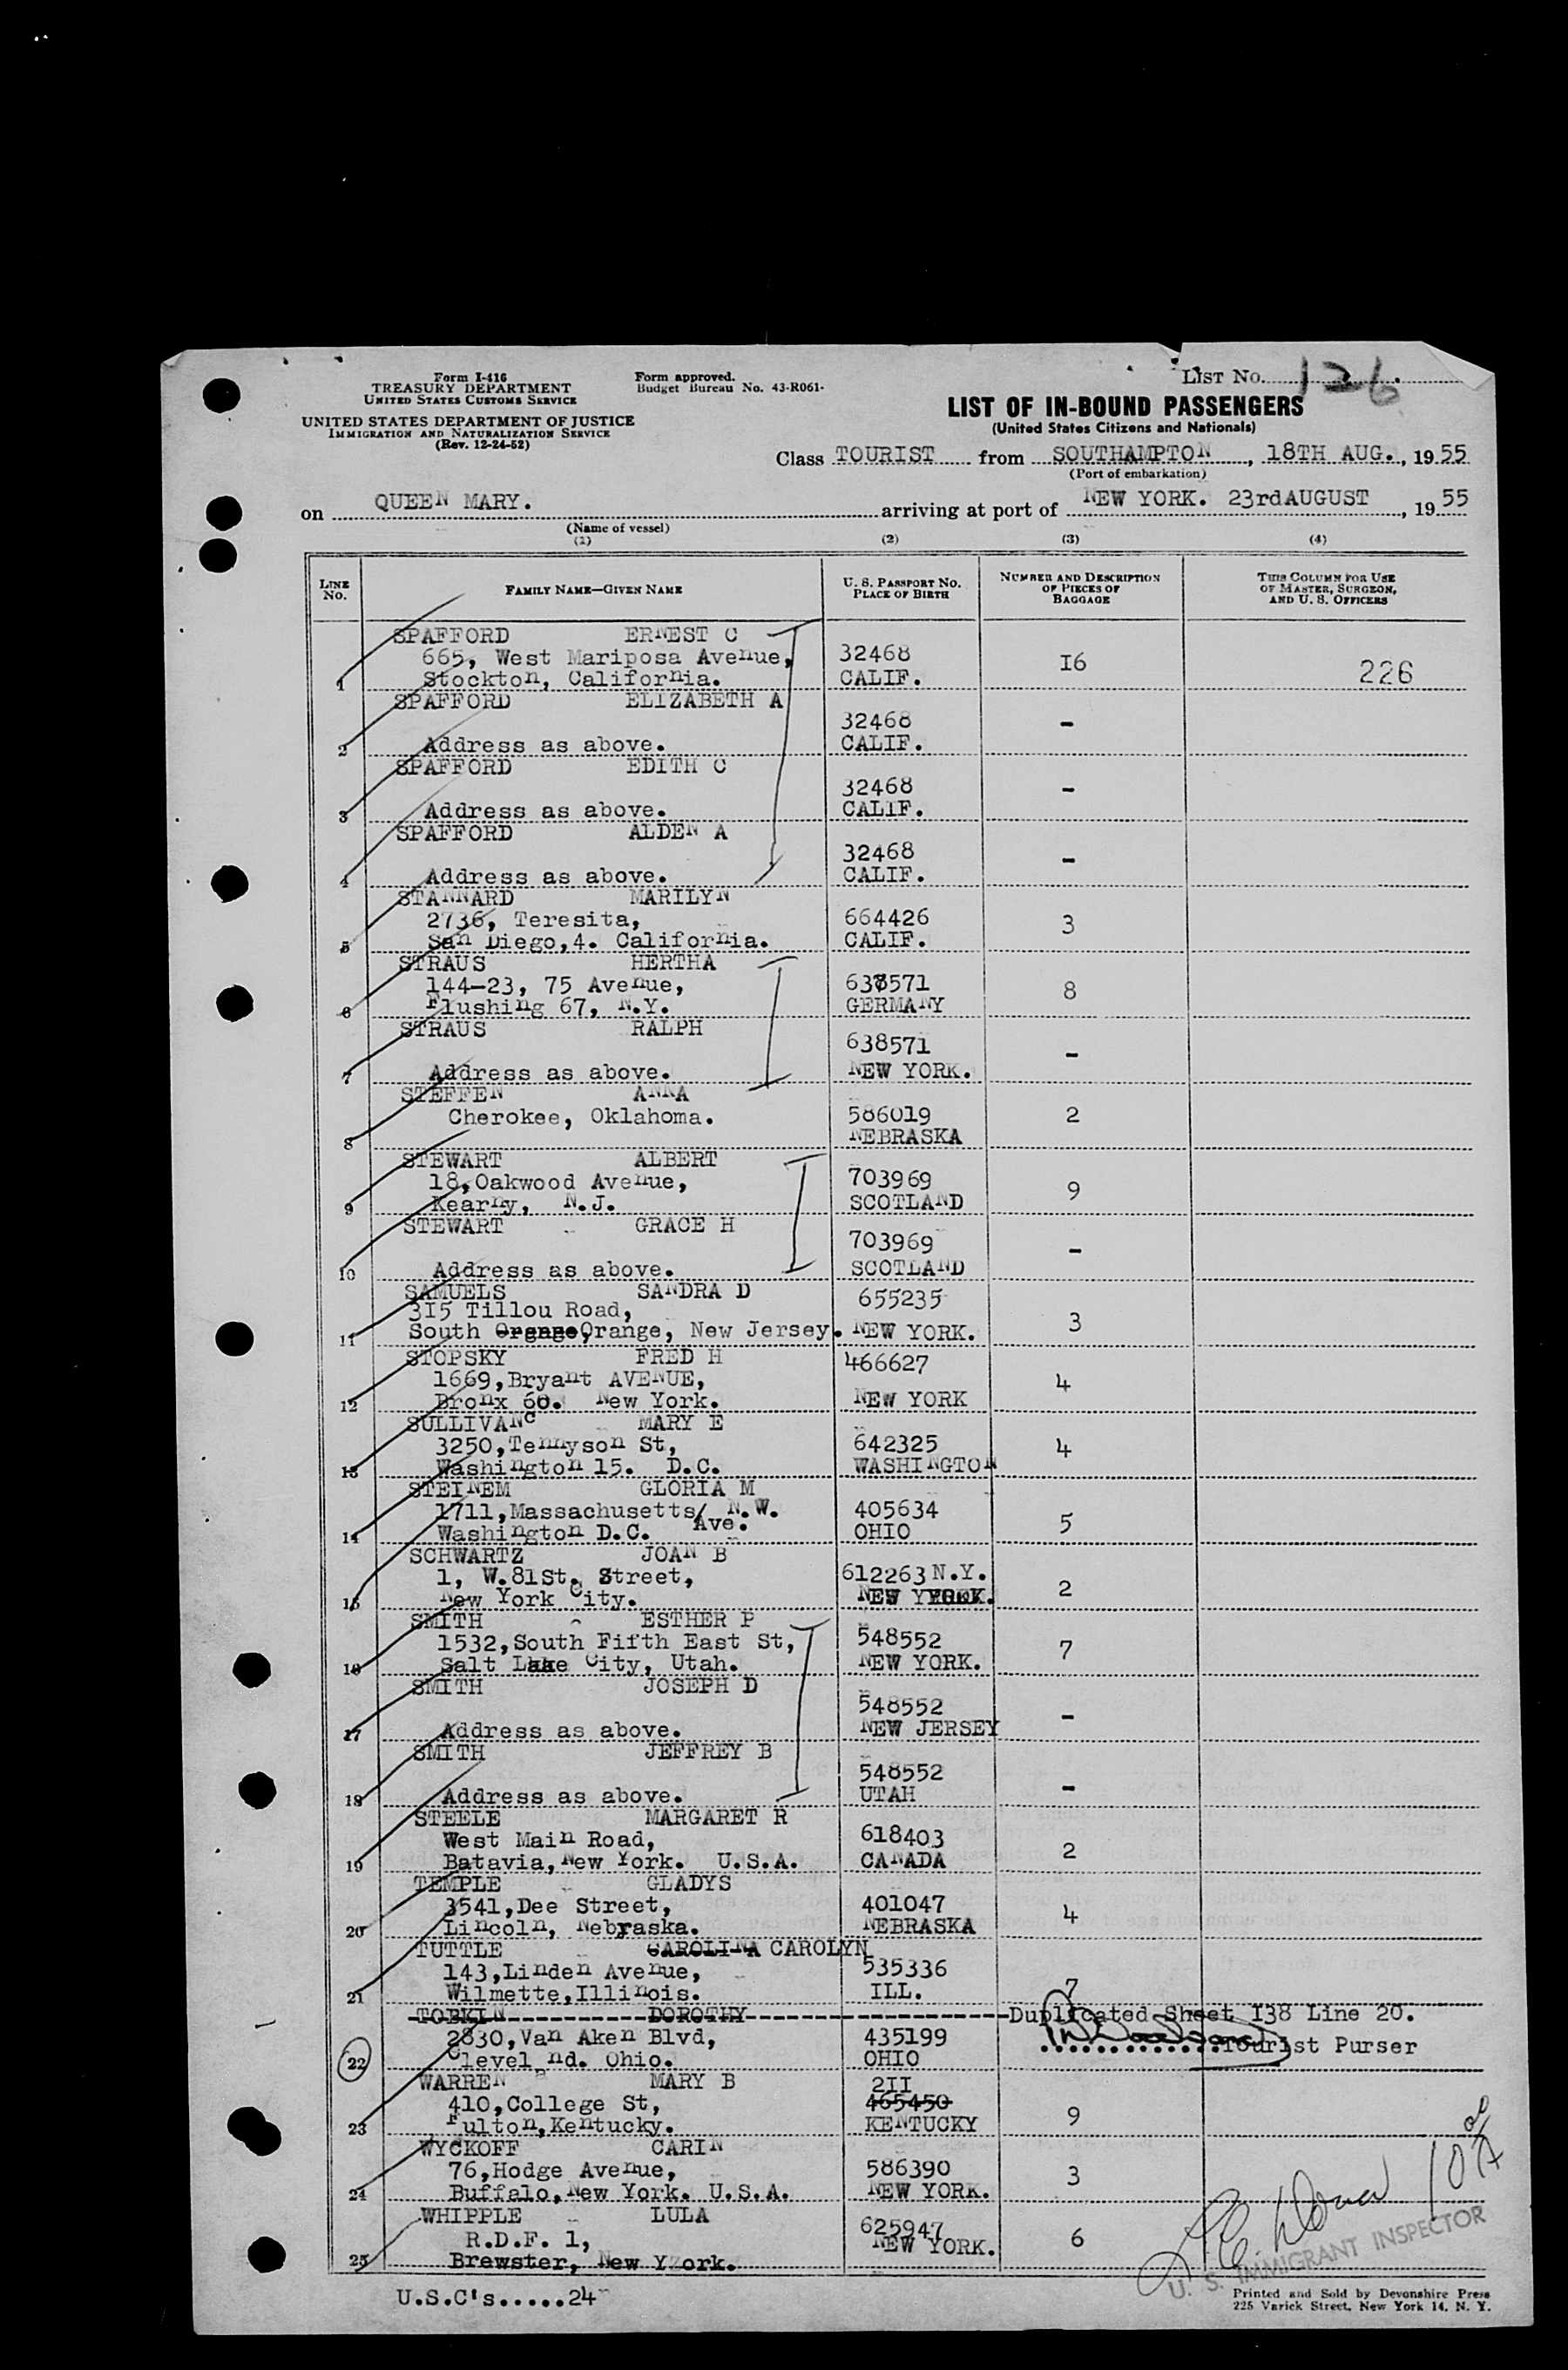 Form I-416
TREASURY DEPARTMENT
UNITED STATES CUSTOMS SERVICE
UNITED STATES DEPARTMENT OF JUSTICE
IMMIGRATION AND NATURALIZATION SERVICE
(Rev. 12-24-52)
Form approved.
Budget Bureau No. 43-R061-
LIST No. 126.
LIST OF IN-BOUND PASSENGERS
(United States Citizens and Nationals)
Class TOURIST from SOUTHAMPTON, 18TH AUG., 1955
(Port of embarkation)
on QUEEN MARY. arriving at port of NEW YORK. 23rdAUGUST, 1955
(Name of vessel)
(1) (2) (3) (4)
LINE No. FAMILY NAME—GIVEN NAME U. S. PASSPORT No. PLACE OF BIRTH NUMBER AND DESCRIPTION OF PIECES OF BAGGAGE THIS COLUMN FOR USE OF MASTER, SURGEON, AND U. S. OFFICERS
SPAFFORD ERNEST C
665, West Mariposa Avenue, 32468 I6 226
1 Stockton, California. CALIF.
SPAFFORD ELIZABETH A
32468 -
2 Address as above. CALIF.
SPAFFORD EDITH C
32468 -
3 Address as above. CALIF.
SPAFFORD ALDEN A
32468 -
4 Address as above. CALIF.
STANNARD MARILYN
2736, Teresita, 664426 3
5 San Diego,4. California. CALIF.
STRAUS HERTHA
144-23, 75 Avenue, 638571 8
6 Flushing 67, N.Y. GERMANY
STRAUS RALPH
638571 -
7 Address as above. NEW YORK.
STEFFEN ANNA
Cherokee, Oklahoma. 586019 2
8 NEBRASKA
STEWART ALBERT
18,Oakwood Avenue, 703969 9
9 Kearny, N.J. SCOTLAND
STEWART GRACE H
703969 -
10 Address as above. SCOTLAND
SAMUELS SANDRA D 655235
3I5 Tillou Road, 3
11 South Organe,Orange, New Jersey. NEW YORK.
STOPSKY FRED H 466627
1669,Bryant AVENUE, 4
12 Bronx 60. New York. NEW YORK
SULLIVANC MARY E
3250,Tennyson St, 642325 4
13 Washington 15. D.C. WASHINGTON
STEINEM GLORIA M
1711,Massachusetts/ N.W. 405634 5
14 Washington D.C. Ave. OHIO
SCHWARTZ JOAN B
1, W.81St. Street, 612263 N.Y. 2
15 New York City.
SMITH ESTHER P
1532,South Fifth East St, 548552 7
16 Salt Lake City, Utah. NEW YORK.
SMITH JOSEPH D
548552 -
17 Address as above. NEW JERSEY
SMITH JEFFREY B
548552 -
18 Address as above. UTAH
STEELE MARGARET R
West Main Road, 618403 2
19 Batavia,New York. U.S.A. CANADA
TEMPLE GLADYS
3541,Dee Street, 401047 4
20 Lincoln, Nebraska. NEBRASKA
TUTTLE CAROLINA CAROLYN
143,Linden Avenue, 535336 7
21 Wilmette,Illinois. ILL.
TOBKIN DOROTHY Duplicated Sheet I38 Line 20.
2830,Van Aken Blvd, 435199 Tourist Purser
22 Clevel nd. Ohio. OHIO
WARREN MARY B 2II
410,College St, 465450 9
23 Fulton,Kentucky. KENTUCKY
WYCKOFF CARIN
76,Hodge Avenue, 586390 3
24 Buffalo,New York. U.S.A. NEW YORK.
WHIPPLE LULA
R.D.F. 1, 625947 6
25 Brewster, New York. NEW YORK.
U. S. IMMIGRANT INSPECTOR
U.S.C's.....24
Printed and Sold by Devonshire Press
225 Varick Street, New York 14, N. Y.